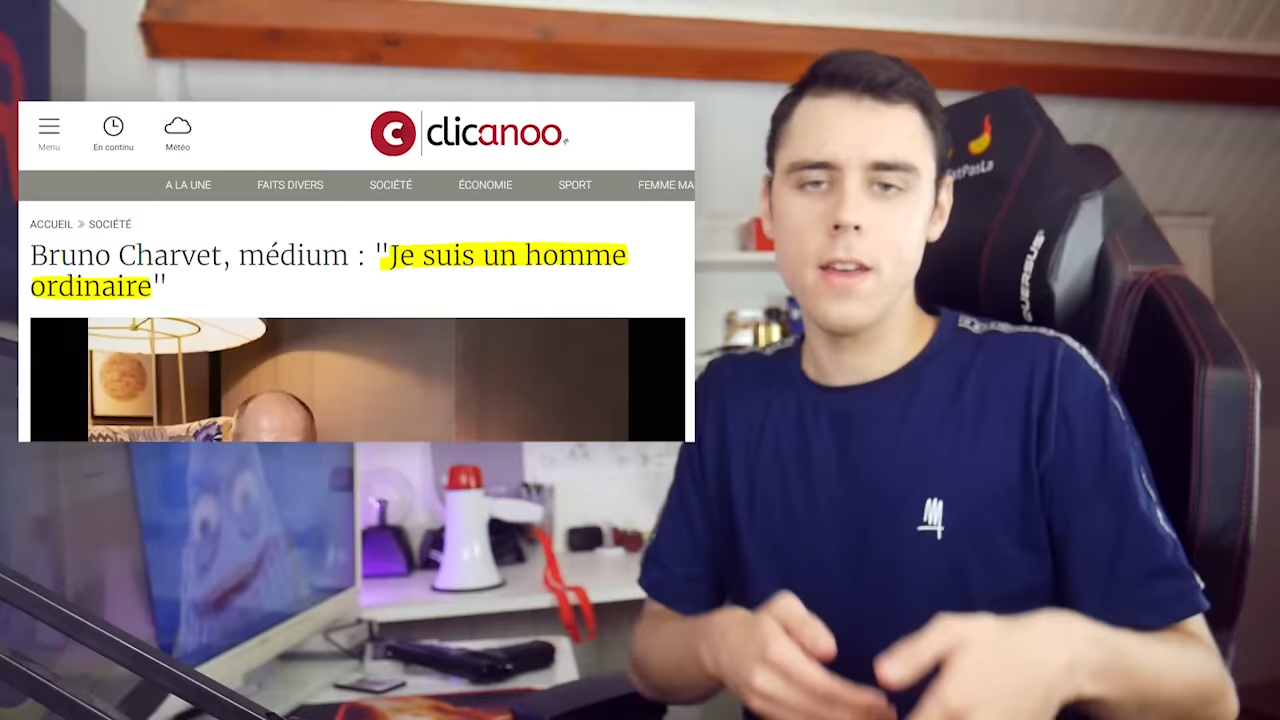 clicanoo
Menu
En continu
Météo
A LA UNE FAITS DIVERS SOCIÉTÉ ÉCONOMIE SPORT FEMME MA
ACCUEIL » SOCIÉTÉ
Bruno Charvet, médium : "Je suis un homme
ordinaire"
QUERSUS